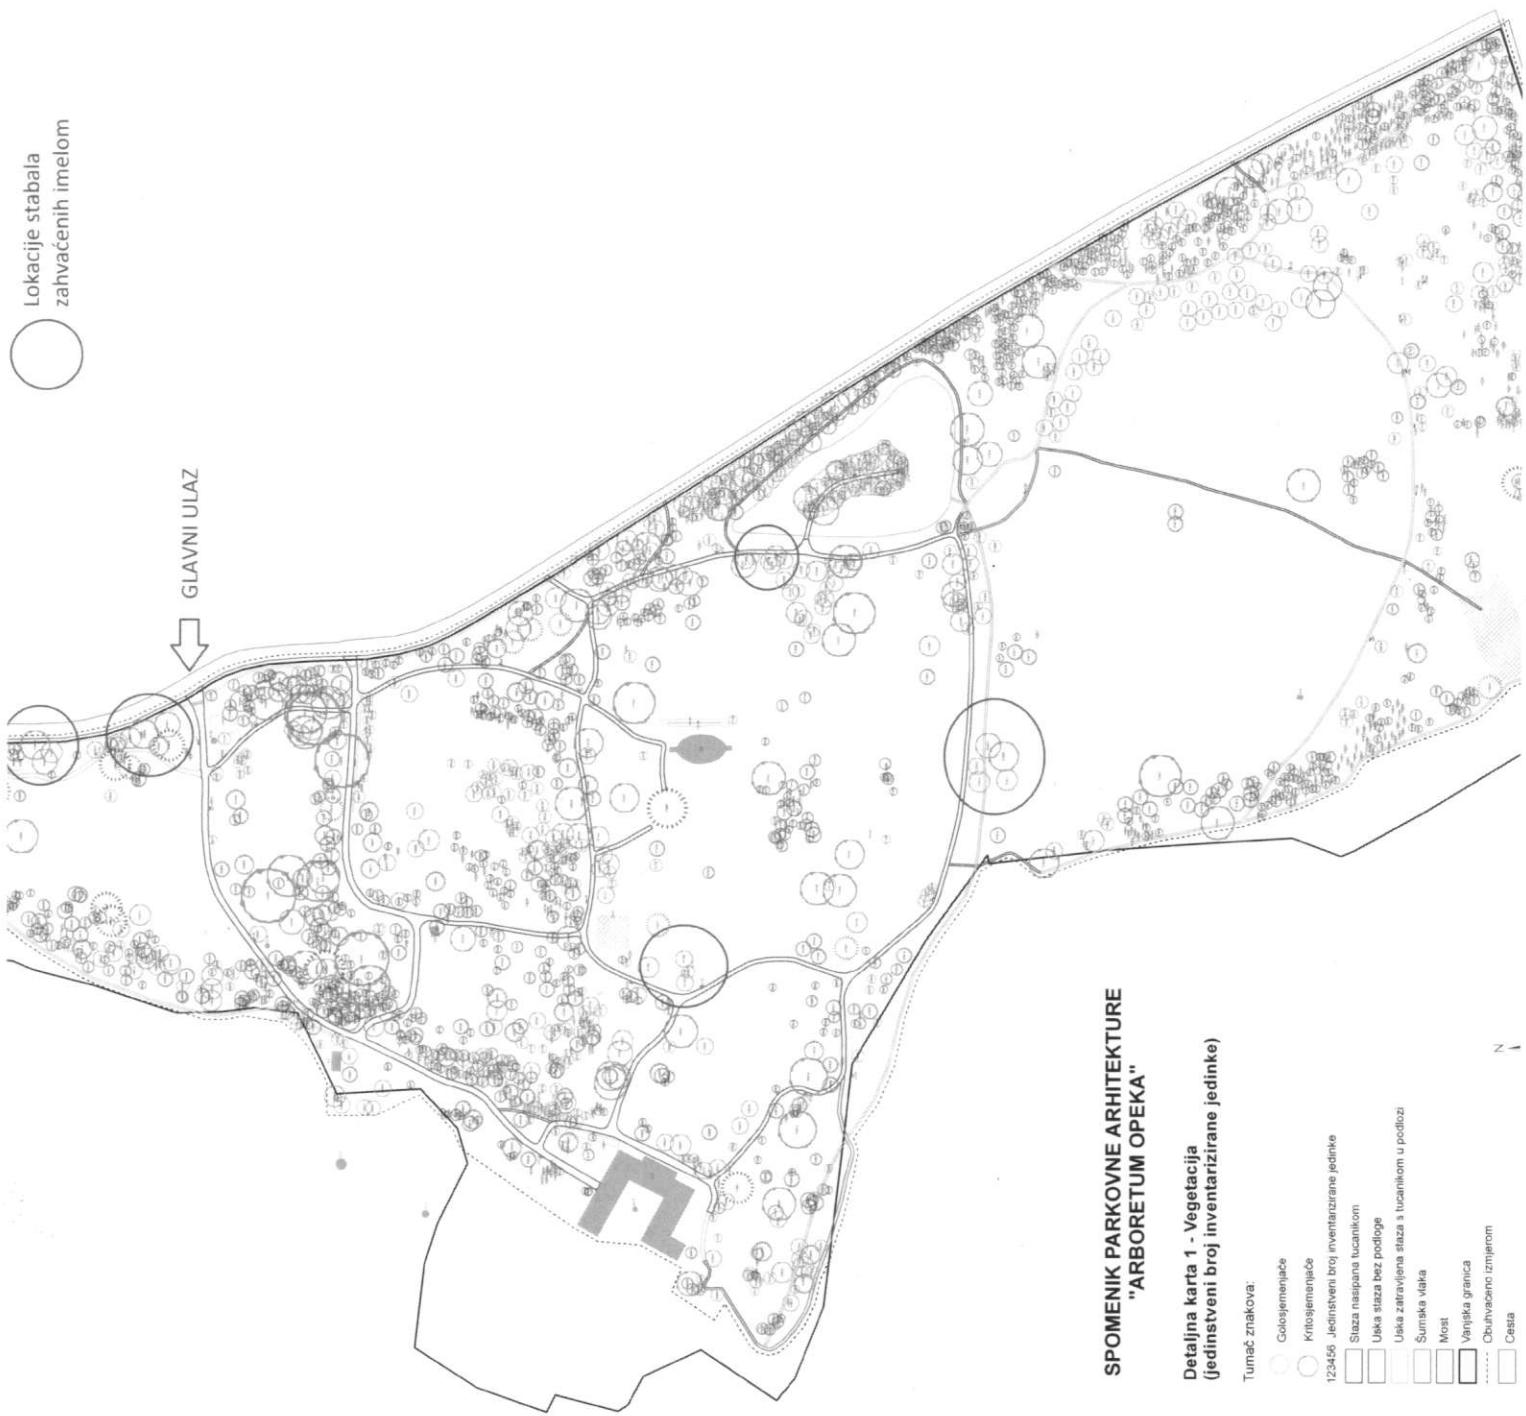 Lokacije stabala
zahvaćenih imelom
GLAVNI ULAZ
SPOMENIK PARKOVNE ARHITEKTURE
"ARBORETUM OPEKA"
Detaljna karta 1 - Vegetacija
(jedinstveni broj inventarizirane jedinke)
Tumač znakova:
Golosjemenjače
Kritosjemenjače
123456 Jedinstveni broj inventarizirane jedinke
Staza nasipana tucanikom
Uska staza bez podloge
Uska zatravljena staza s tucanikom u podlozi
Šumska vlaka
Most
Vanjska granica
Obuhvaćeno izmjerom
Cesta
N